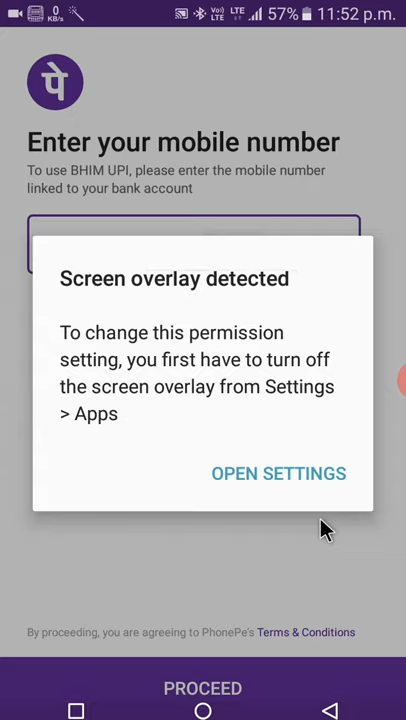 0
KB/s
Vo))
LTE
LTE
57%
11:52 p.m.
पे
Enter your mobile number
To use BHIM UPI, please enter the mobile number
linked to your bank account
Screen overlay detected
To change this permission
setting, you first have to turn off
the screen overlay from Settings
> Apps
OPEN SETTINGS
By proceeding, you are agreeing to PhonePe's Terms & Conditions
PROCEED